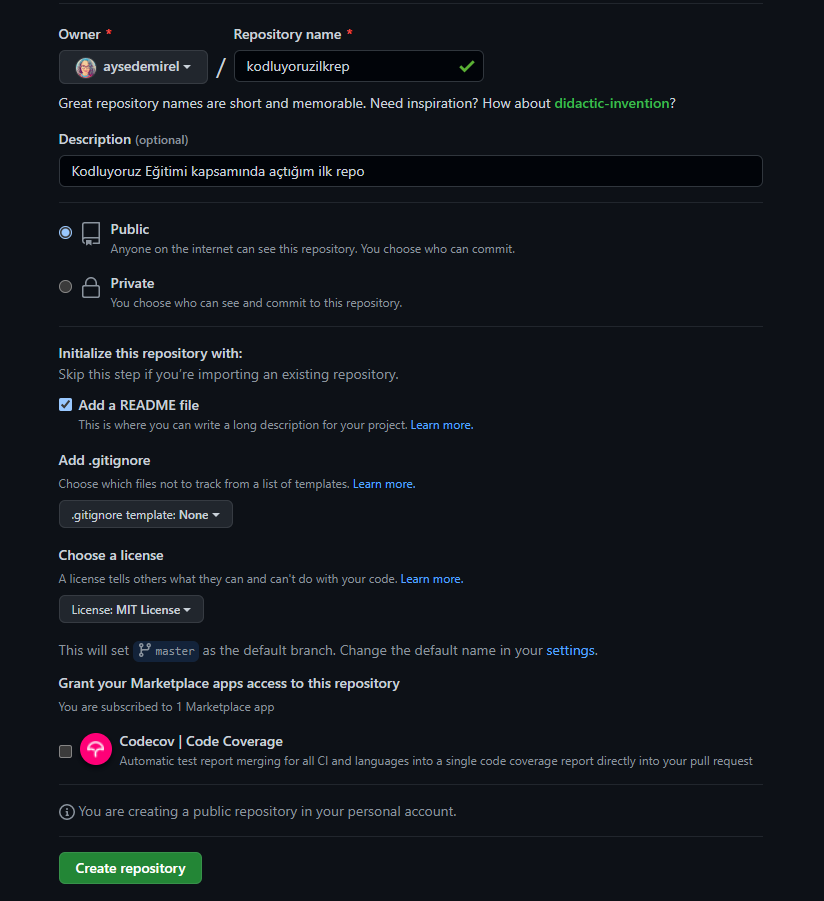 Owner * Repository name *
aysedemirel / kodluyoruzilkrep
Great repository names are short and memorable. Need inspiration? How about didactic-invention?
Description (optional)
Kodluyoruz Eğitimi kapsamında açtığım ilk repo
Public
Anyone on the internet can see this repository. You choose who can commit.
Private
You choose who can see and commit to this repository.
Initialize this repository with:
Skip this step if you're importing an existing repository.
Add a README file
This is where you can write a long description for your project. Learn more.
Add .gitignore
Choose which files not to track from a list of templates. Learn more.
.gitignore template: None
Choose a license
A license tells others what they can and can't do with your code. Learn more.
License: MIT License
This will set master as the default branch. Change the default name in your settings.
Grant your Marketplace apps access to this repository
You are subscribed to 1 Marketplace app
Codecov | Code Coverage
Automatic test report merging for all CI and languages into a single code coverage report directly into your pull request
You are creating a public repository in your personal account.
Create repository